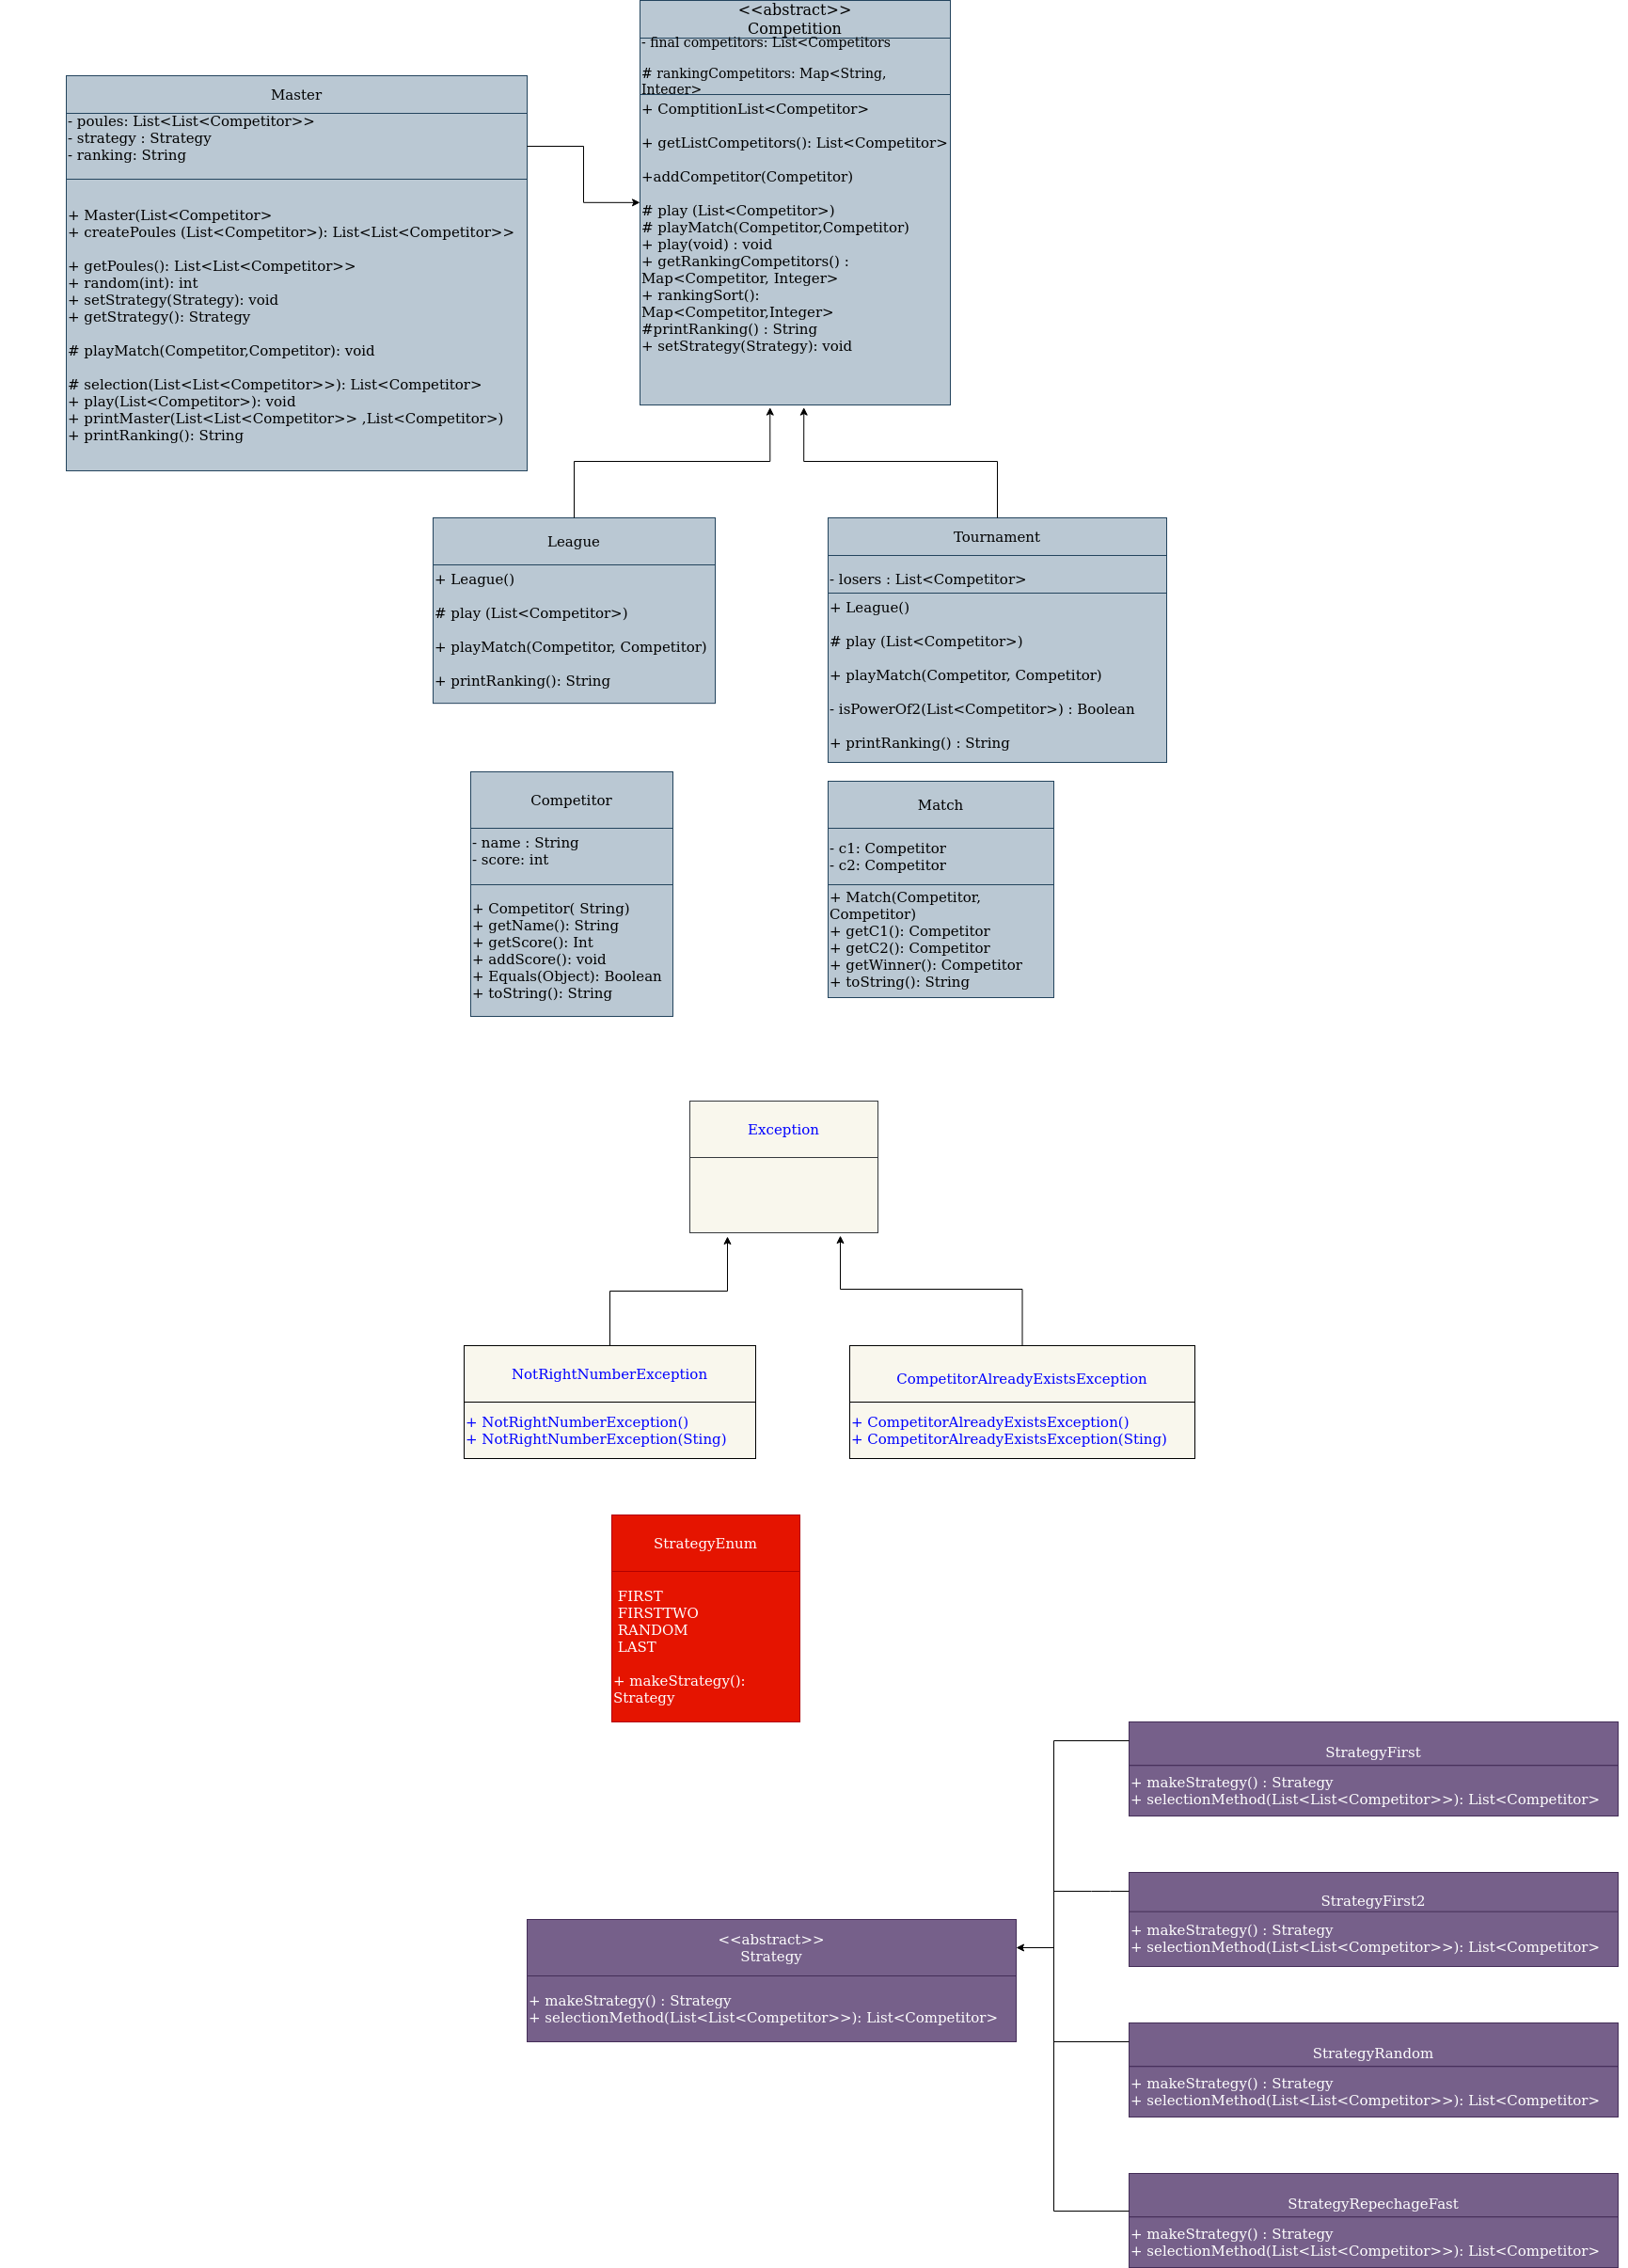 <<abstract>>
Competition
- final competitors: List<Competitors
# rankingCompetitors: Map<String,
Integer>
+ ComptitionList<Competitor>
+ getListCompetitors(): List<Competitor>
+addCompetitor(Competitor)
# play (List<Competitor>)
# playMatch(Competitor,Competitor)
+ play(void) : void
+ getRankingCompetitors() :
Map<Competitor, Integer>
+ rankingSort():
Map<Competitor,Integer>
#printRanking() : String
+ setStrategy(Strategy): void
Master
- poules: List<List<Competitor>>
- strategy : Strategy
- ranking: String
+ Master(List<Competitor>
+ createPoules (List<Competitor>): List<List<Competitor>>
+ getPoules(): List<List<Competitor>>
+ random(int): int
+ setStrategy(Strategy): void
+ getStrategy(): Strategy
# playMatch(Competitor,Competitor): void
# selection(List<List<Competitor>>): List<Competitor>
+ play(List<Competitor>): void
+ printMaster(List<List<Competitor>> ,List<Competitor>)
+ printRanking(): String
League
+ League()
# play (List<Competitor>)
+ playMatch(Competitor, Competitor)
+ printRanking(): String
Tournament
- losers : List<Competitor>
+ League()
# play (List<Competitor>)
+ playMatch(Competitor, Competitor)
- isPowerOf2(List<Competitor>) : Boolean
+ printRanking() : String
Competitor
- name : String
- score: int
+ Competitor( String)
+ getName(): String
+ getScore(): Int
+ addScore(): void
+ Equals(Object): Boolean
+ toString(): String
Match
- c1: Competitor
- c2: Competitor
+ Match(Competitor,
Competitor)
+ getC1(): Competitor
+ getC2(): Competitor
+ getWinner(): Competitor
+ toString(): String
Exception
NotRightNumberException
+ NotRightNumberException()
+ NotRightNumberException(Sting)
CompetitorAlreadyExistsException
+ CompetitorAlreadyExistsException()
+ CompetitorAlreadyExistsException(Sting)
StrategyEnum
FIRST
FIRSTTWO
RANDOM
LAST
+ makeStrategy():
Strategy
<<abstract>>
Strategy
+ makeStrategy() : Strategy
+ selectionMethod(List<List<Competitor>>): List<Competitor>
StrategyFirst
+ makeStrategy() : Strategy
+ selectionMethod(List<List<Competitor>>): List<Competitor>
StrategyFirst2
+ makeStrategy() : Strategy
+ selectionMethod(List<List<Competitor>>): List<Competitor>
StrategyRandom
+ makeStrategy() : Strategy
+ selectionMethod(List<List<Competitor>>): List<Competitor>
StrategyRepechageFast
+ makeStrategy() : Strategy
+ selectionMethod(List<List<Competitor>>): List<Competitor>